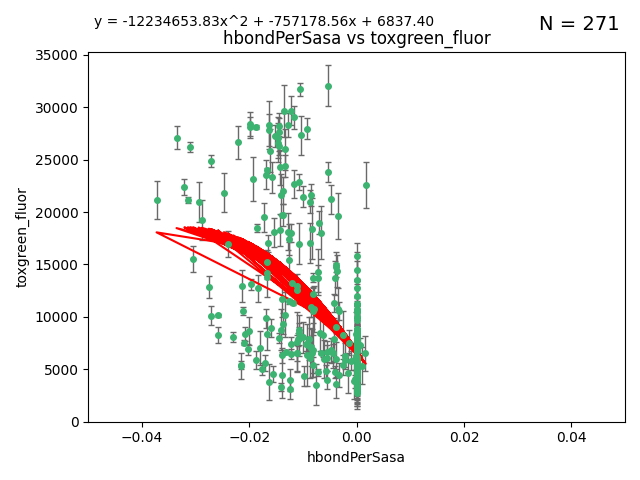 y = -12234653.83x^2 + -757178.56x + 6837.40
N = 271
hbondPerSasa vs toxgreen_fluor
35000
30000
25000
20000
15000
10000
5000
0
toxgreen_fluor
−0.04
−0.02
0.00
0.02
0.04
hbondPerSasa